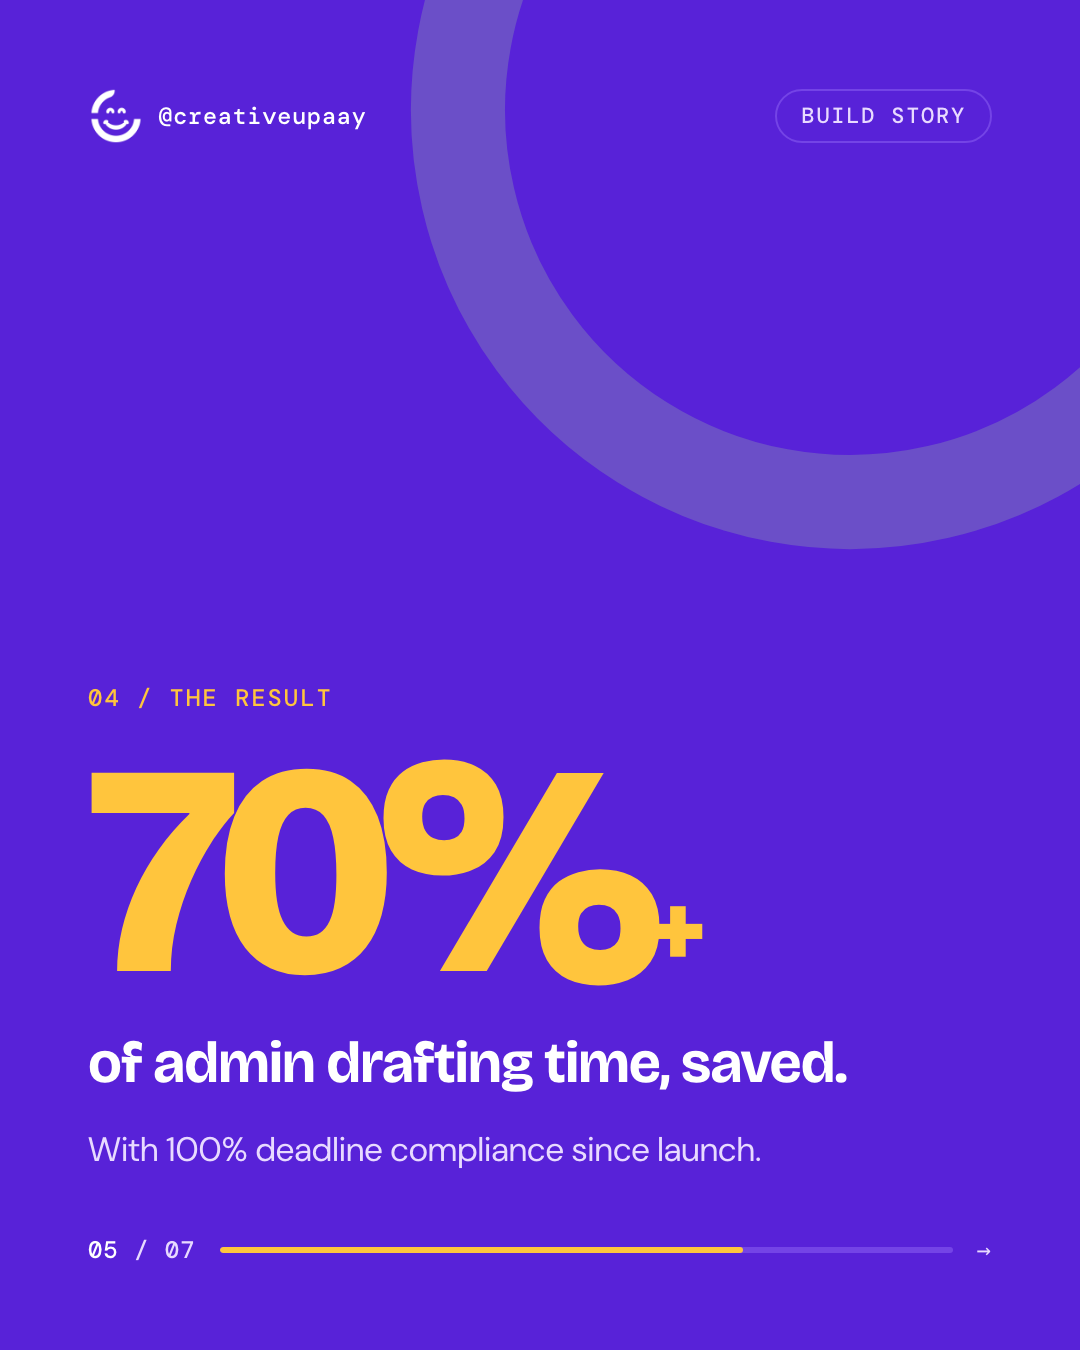 @creativeupaay
BUILD STORY
04 / THE RESULT
70%+
of admin drafting time, saved.
With 100% deadline compliance since launch.
05 / 07 →